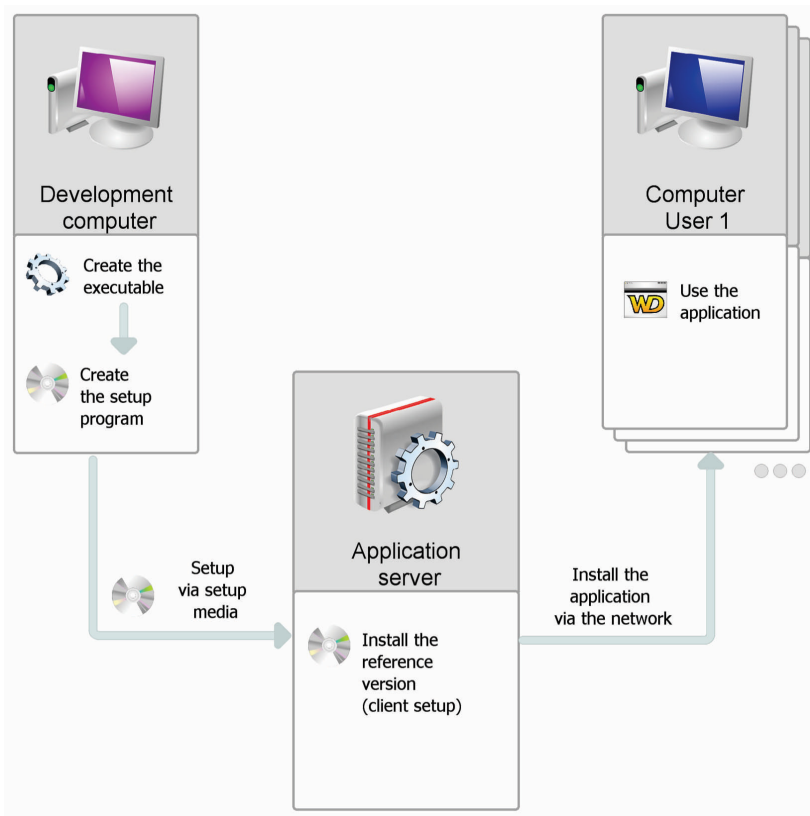 Development
computer
Create the
executable
Create
the setup
program
Setup
via setup
media
Application
server
Install the
reference
version
(client setup)
Install the
application
via the network
Computer
User 1
WD
Use the
application